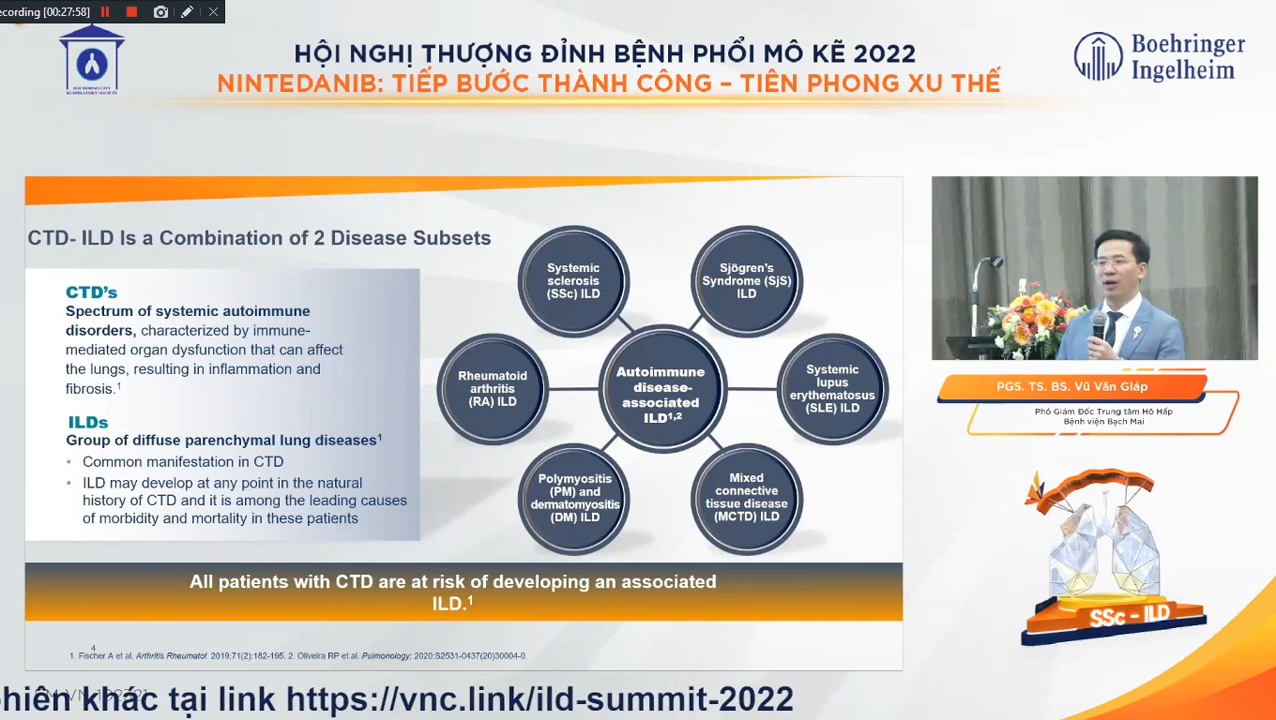 ecording [00:27:58]
HỘI NGHỊ THƯỢNG ĐỈNH BỆNH PHỔI MÔ KẼ 2022
NINTEDANIB: TIẾP BƯỚC THÀNH CÔNG – TIÊN PHONG XU THẾ
Boehringer
Ingelheim
CTD- ILD Is a Combination of 2 Disease Subsets
CTD's
Spectrum of systemic autoimmune
disorders, characterized by immune-
mediated organ dysfunction that can affect
the lungs, resulting in inflammation and
fibrosis.¹
ILDs
Group of diffuse parenchymal lung diseases¹
• Common manifestation in CTD
• ILD may develop at any point in the natural
history of CTD and it is among the leading causes
of morbidity and mortality in these patients
Systemic
sclerosis
(SSc) ILD
Sjögren's
Syndrome (SjS)
ILD
Rheumatoid
arthritis
(RA) ILD
Autoimmune
disease-
associated
ILD¹,²
Systemic
lupus
erythematosus
(SLE) ILD
Polymyositis
(PM) and
dermatomyositis
(DM) ILD
Mixed
connective
tissue disease
(MCTD) ILD
All patients with CTD are at risk of developing an associated
ILD.¹
4
1. Fischer A et al. Arthritis Rheumatol. 2019;71(2):182-195. 2. Oliveira RP et al. Pulmonology; 2020:S2531-0437(20)30004-0.
PGS. TS. BS. Vũ Văn Giáp
Phó Giám Đốc Trung tâm Hô Hấp
Bệnh viện Bạch Mai
SSc – ILD
hiên khác tại link https://vnc.link/ild-summit-2022